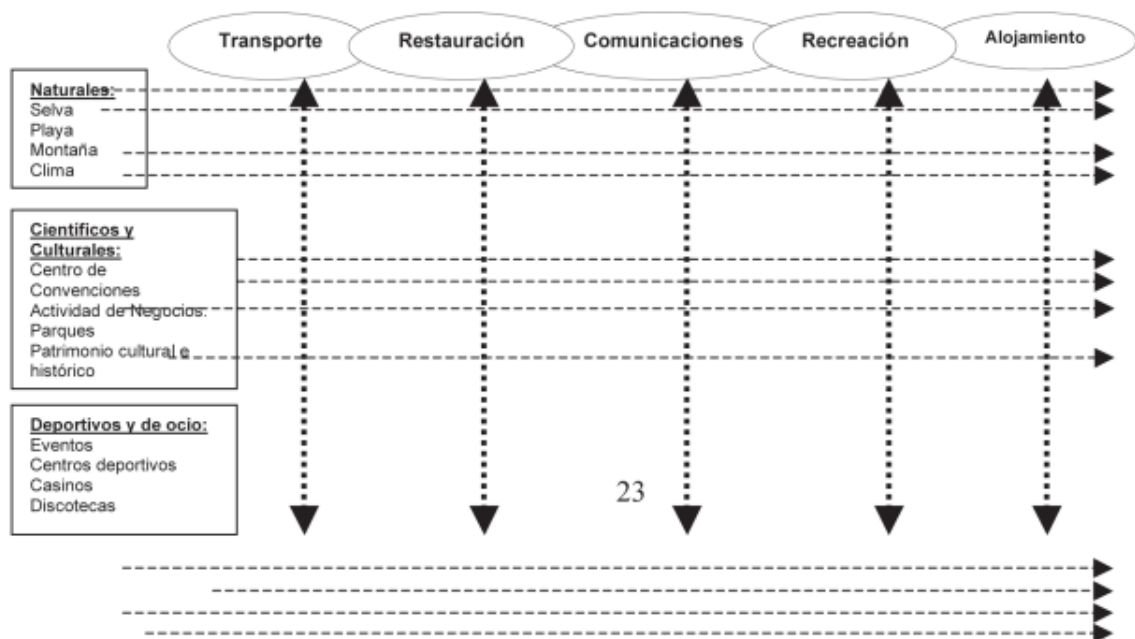 Transporte
Restauración
Comunicaciones
Recreación
Alojamiento
Naturales:
Selva
Playa
Montaña
Clima
Científicos y
Culturales:
Centro de
Convenciones
Actividad de Negocios.
Parques
Patrimonio cultural e
histórico
Deportivos y de ocio:
Eventos
Centros deportivos
Casinos
Discotecas
23